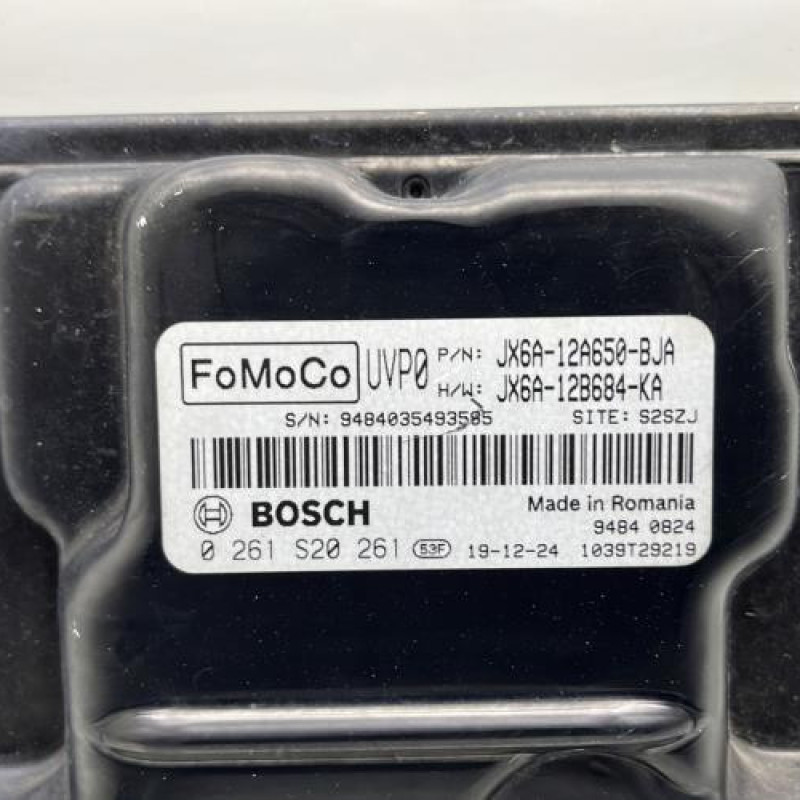 FoMoCo UVP0 P/N: JX6A-12A650-BJA
H/W: JX6A-12B684-KA
S/N: 9484035493585 SITE: S2SZJ
BOSCH Made in Romania
9484 0824
0 261 S20 261 53F 19-12-24 1039T29219